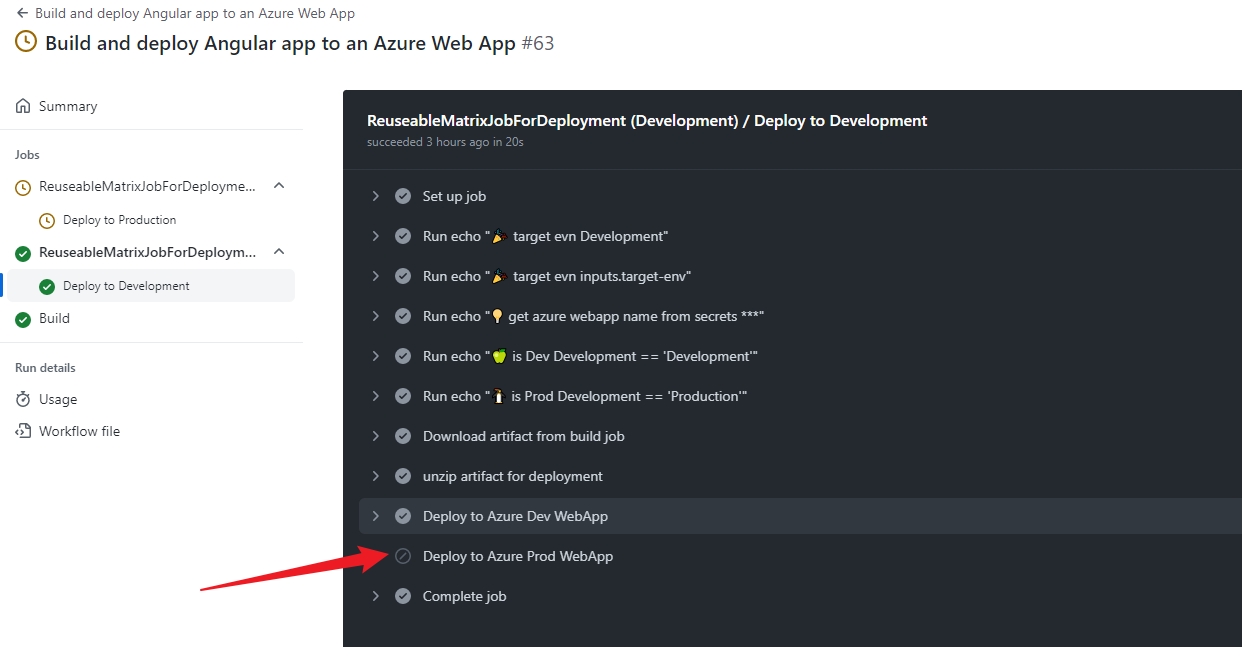 Build and deploy Angular app to an Azure Web App
Build and deploy Angular app to an Azure Web App #63
Summary
Jobs
ReuseableMatrixJobForDeployme...
Deploy to Production
ReuseableMatrixJobForDeploym...
Deploy to Development
Build
Run details
Usage
Workflow file
ReuseableMatrixJobForDeployment (Development) / Deploy to Development
succeeded 3 hours ago in 20s
Set up job
Run echo "🎉 target evn Development"
Run echo "🎉 target evn inputs.target-env"
Run echo "💡 get azure webapp name from secrets ***"
Run echo "🍏 is Dev Development == 'Development'"
Run echo "🐧 is Prod Development == 'Production'"
Download artifact from build job
unzip artifact for deployment
Deploy to Azure Dev WebApp
Deploy to Azure Prod WebApp
Complete job